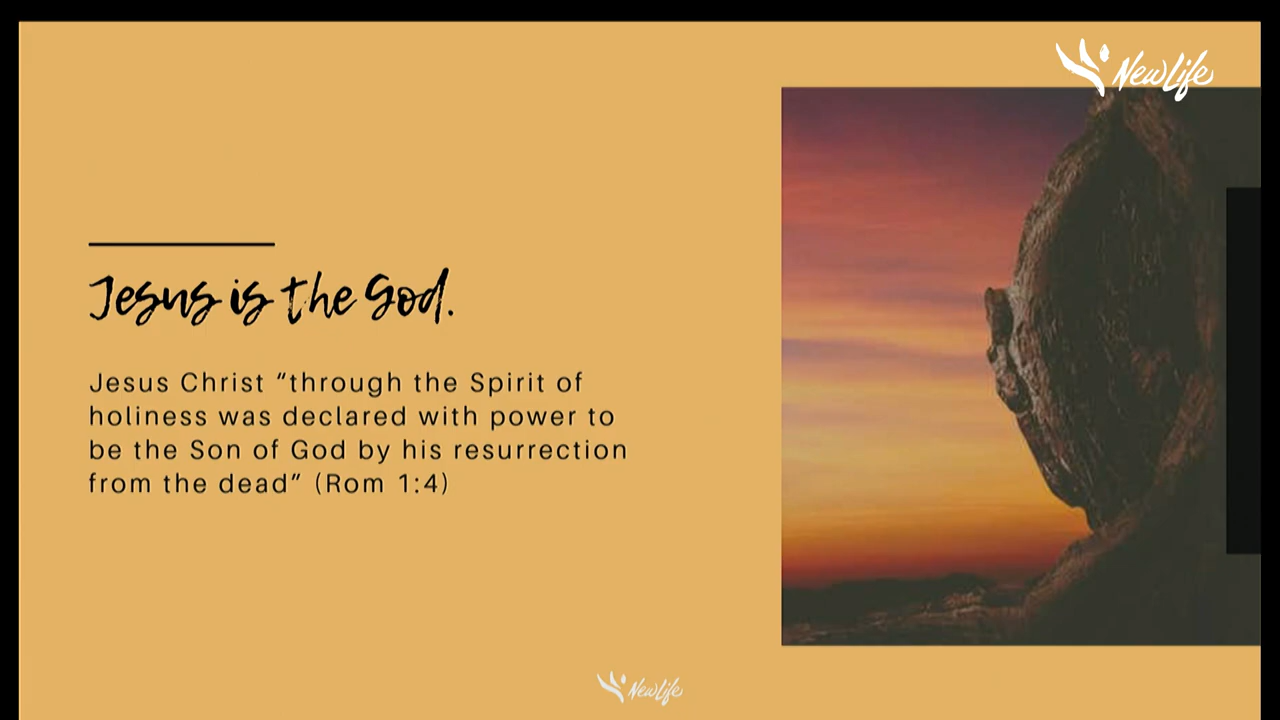 NewLife
Jesus is the God.
Jesus Christ “through the Spirit of
holiness was declared with power to
be the Son of God by his resurrection
from the dead” (Rom 1:4)
NewLife